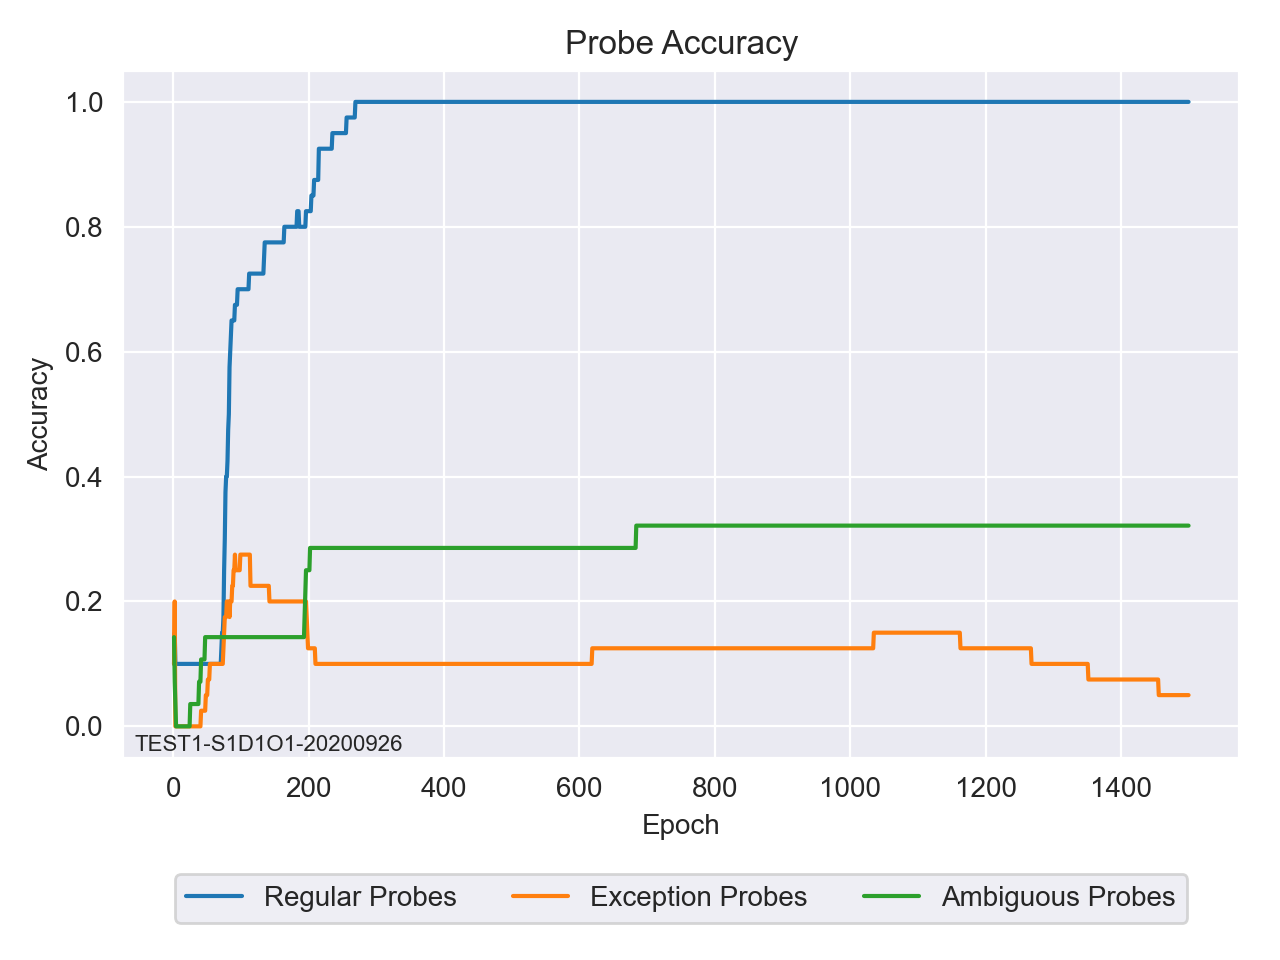 Probe Accuracy
1.0
0.8
0.6
0.4
0.2
0.0
Accuracy
TEST1-S1D1O1-20200926
0 200 400 600 800 1000 1200 1400
Epoch
Regular Probes Exception Probes Ambiguous Probes